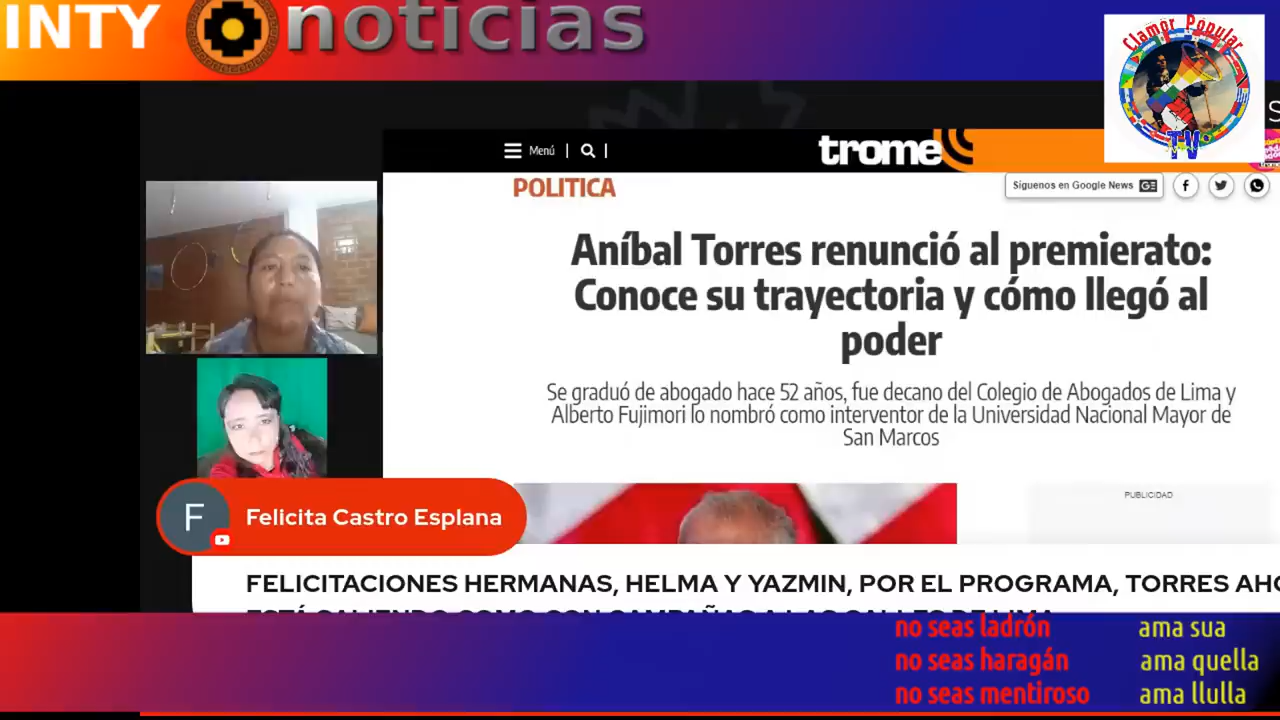 INTY noticias
Clamor Popular
TV
S
Menú
trome
POLITICA
Síguenos en Google News
Aníbal Torres renunció al premierato:
Conoce su trayectoria y cómo llegó al
poder
Se graduó de abogado hace 52 años, fue decano del Colegio de Abogados de Lima y
Alberto Fujimori lo nombró como interventor de la Universidad Nacional Mayor de
San Marcos
PUBLICIDAD
F
Felicita Castro Esplana
FELICITACIONES HERMANAS, HELMA Y YAZMIN, POR EL PROGRAMA, TORRES AHO
no seas ladrón ama sua
no seas haragán ama quella
no seas mentiroso ama llulla